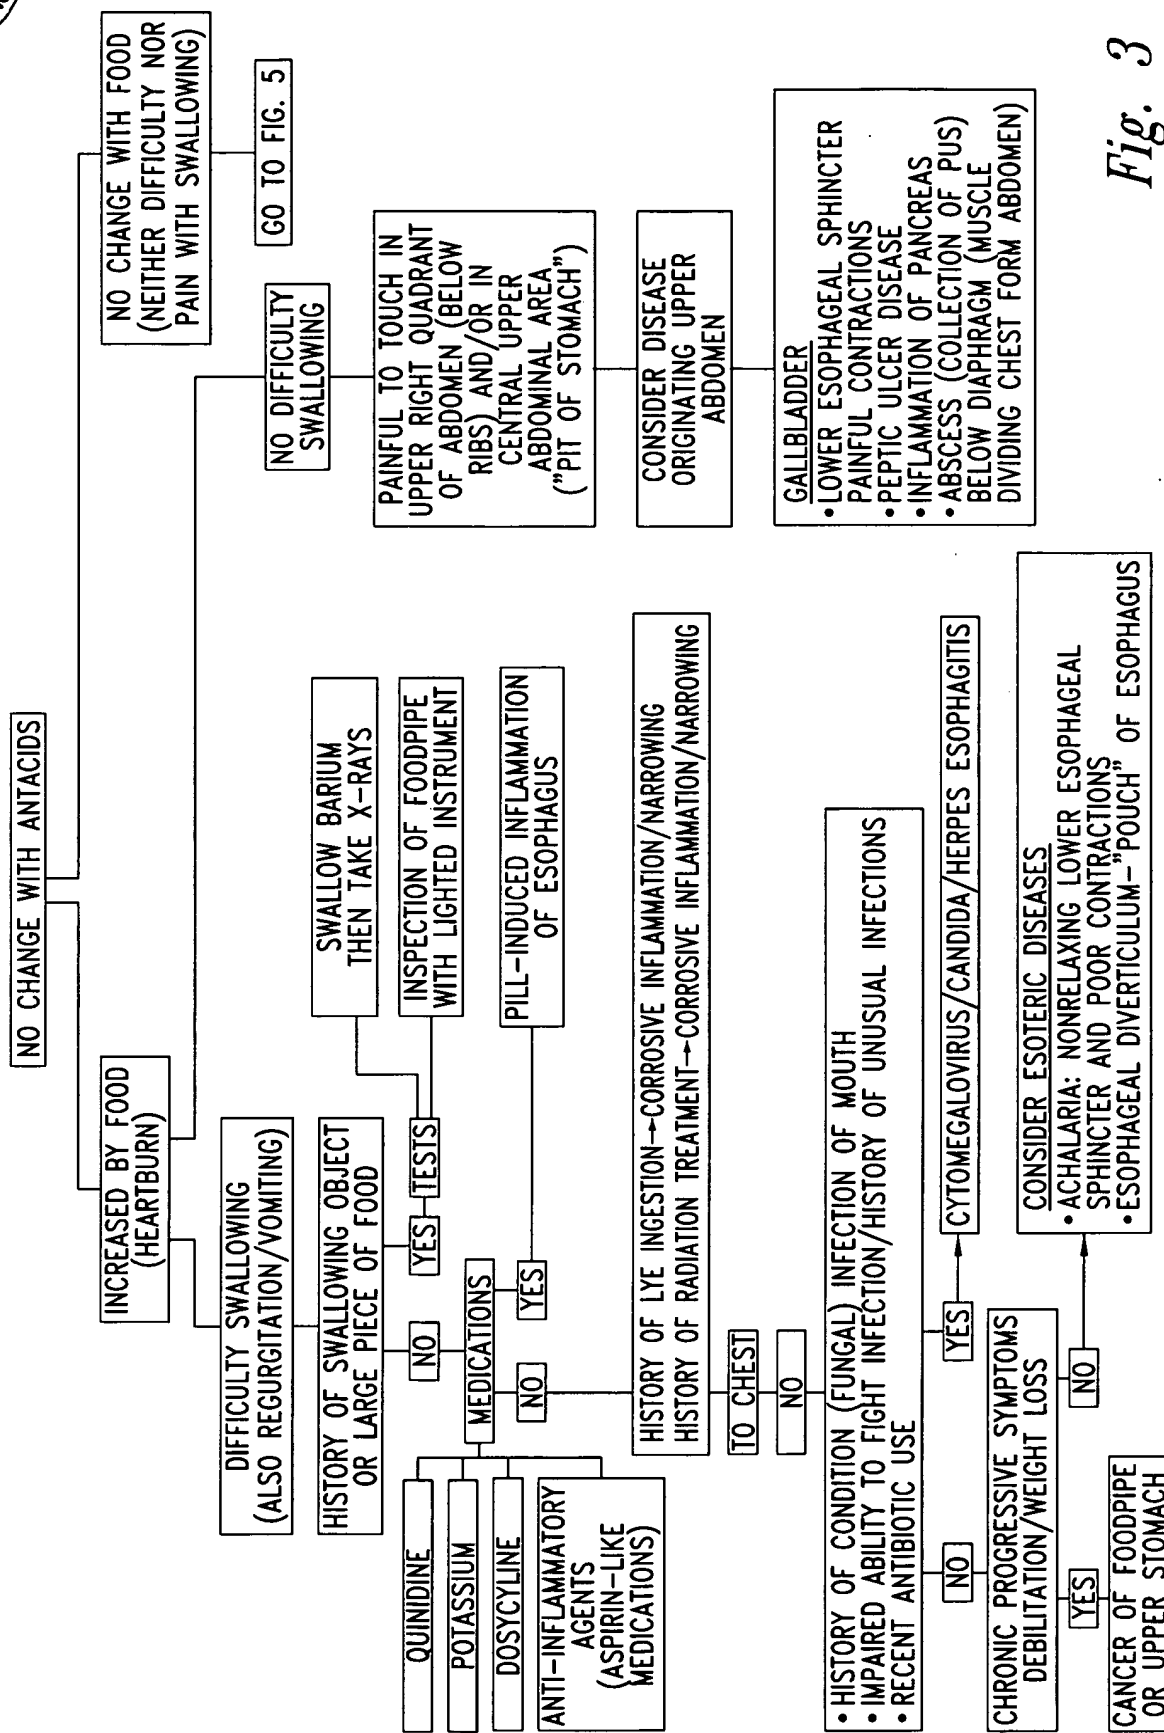 NO CHANGE WITH ANTACIDS
INCREASED BY FOOD
(HEARTBURN)
NO CHANGE WITH FOOD
(NEITHER DIFFICULTY NOR
PAIN WITH SWALLOWING)
GO TO FIG. 5
DIFFICULTY SWALLOWING
(ALSO REGURGITATION/VOMITING)
NO DIFFICULTY
SWALLOWING
HISTORY OF SWALLOWING OBJECT
OR LARGE PIECE OF FOOD
YES
TESTS
SWALLOW BARIUM
THEN TAKE X-RAYS
INSPECTION OF FOODPIPE
WITH LIGHTED INSTRUMENT
NO
MEDICATIONS
QUINIDINE
POTASSIUM
DOSYCYLINE
ANTI-INFLAMMATORY
AGENTS
(ASPIRIN-LIKE
MEDICATIONS)
YES
PILL-INDUCED INFLAMMATION
OF ESOPHAGUS
NO
PAINFUL TO TOUCH IN
UPPER RIGHT QUADRANT
OF ABDOMEN (BELOW
RIBS) AND/OR IN
CENTRAL UPPER
ABDOMINAL AREA
("PIT OF STOMACH")
CONSIDER DISEASE
ORIGINATING UPPER
ABDOMEN
GALLBLADDER
• LOWER ESOPHAGEAL SPHINCTER
PAINFUL CONTRACTIONS
• PEPTIC ULCER DISEASE
• INFLAMMATION OF PANCREAS
• ABSCESS (COLLECTION OF PUS)
BELOW DIAPHRAGM (MUSCLE
DIVIDING CHEST FORM ABDOMEN)
HISTORY OF LYE INGESTION→CORROSIVE INFLAMMATION/NARROWING
HISTORY OF RADIATION TREATMENT→CORROSIVE INFLAMMATION/NARROWING
TO CHEST
NO
• HISTORY OF CONDITION (FUNGAL) INFECTION OF MOUTH
• IMPAIRED ABILITY TO FIGHT INFECTION/HISTORY OF UNUSUAL INFECTIONS
• RECENT ANTIBIOTIC USE
YES
CYTOMEGALOVIRUS/CANDIDA/HERPES ESOPHAGITIS
NO
CHRONIC PROGRESSIVE SYMPTOMS
DEBILITATION/WEIGHT LOSS
NO
CONSIDER ESOTERIC DISEASES
• ACHALARIA: NONRELAXING LOWER ESOPHAGEAL
SPHINCTER AND POOR CONTRACTIONS
• ESOPHAGEAL DIVERTICULUM-"POUCH" OF ESOPHAGUS
YES
CANCER OF FOODPIPE
OR UPPER STOMACH
Fig. 3